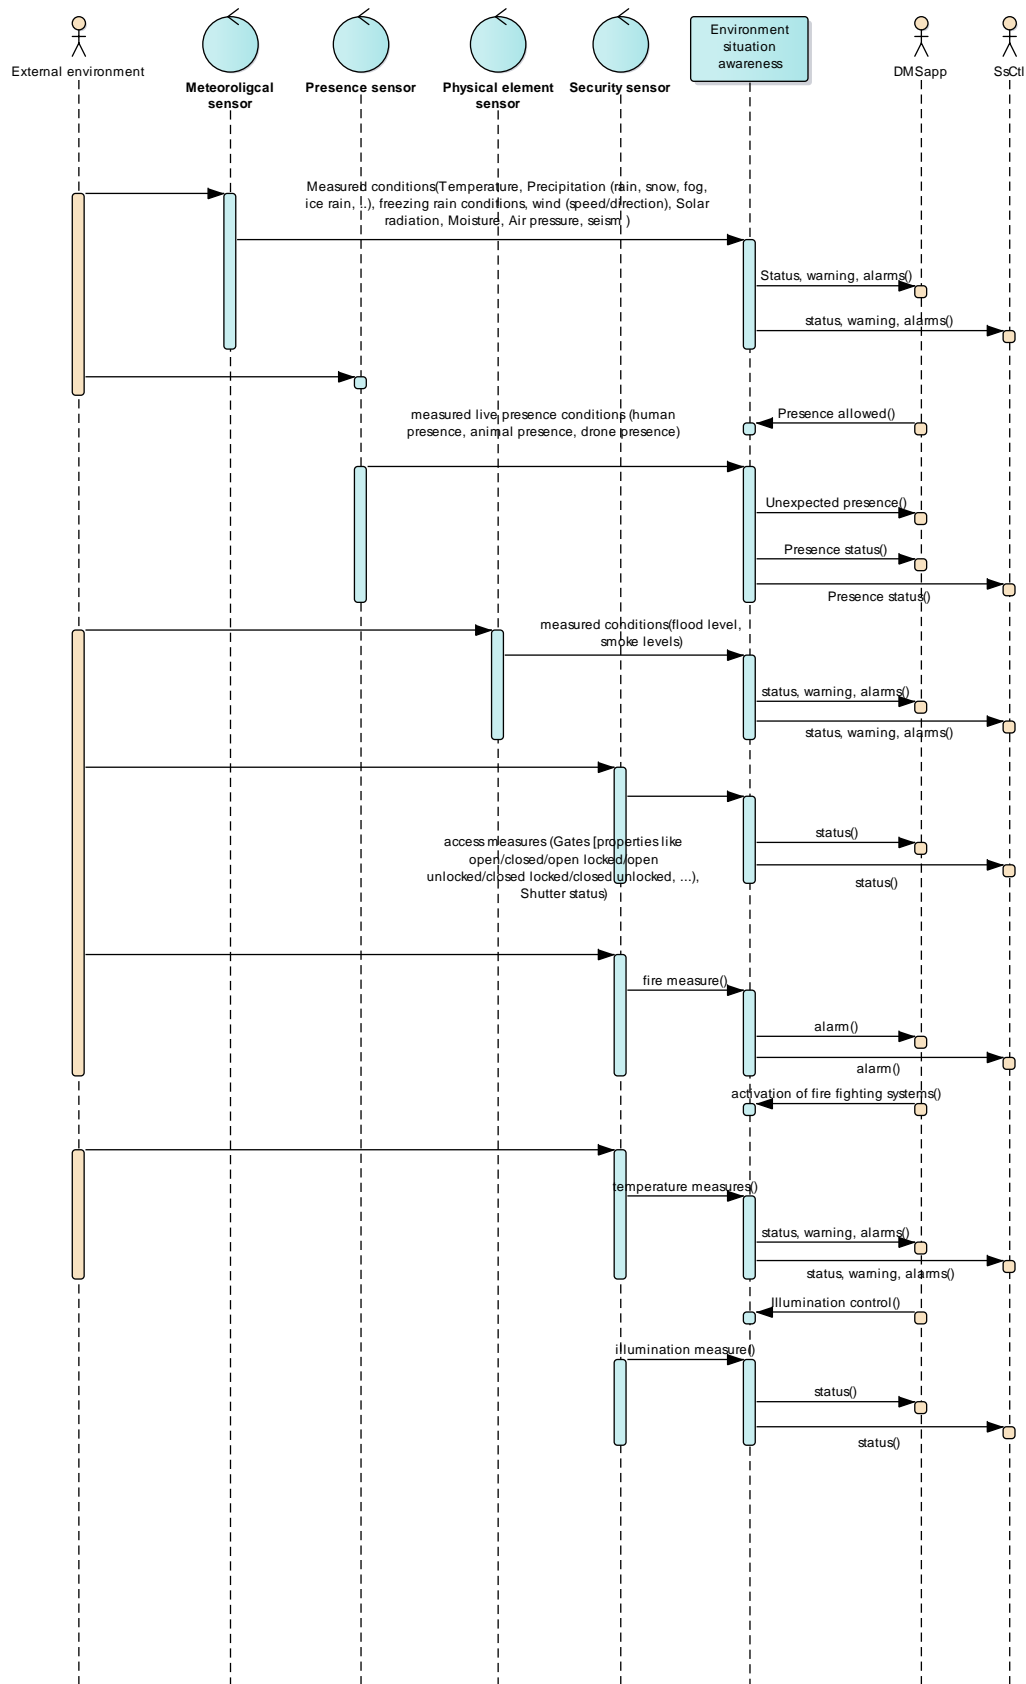 External environment
Meteoroligcal
sensor
Presence sensor
Physical element
sensor
Security sensor
Environment
situation
awareness
DMSapp
SsCtl
Measured conditions(Temperature, Precipitation (rain, snow, fog,
ice rain, ..), freezing rain conditions, wind (speed/direction), Solar
radiation, Moisture, Air pressure, seism )
Status, warning, alarms()
status, warning, alarms()
measured live presence conditions (human
presence, animal presence, drone presence)
Presence allowed()
Unexpected presence()
Presence status()
Presence status()
measured conditions(flood level,
smoke levels)
status, warning, alarms()
status, warning, alarms()
access measures (Gates [properties like
open/closed/open locked/open
unlocked/closed locked/closed unlocked, ...),
Shutter status)
status()
status()
fire measure()
alarm()
alarm()
activation of fire fighting systems()
temperature measures()
status, warning, alarms()
status, warning, alarms()
Illumination control()
illumination measure()
status()
status()